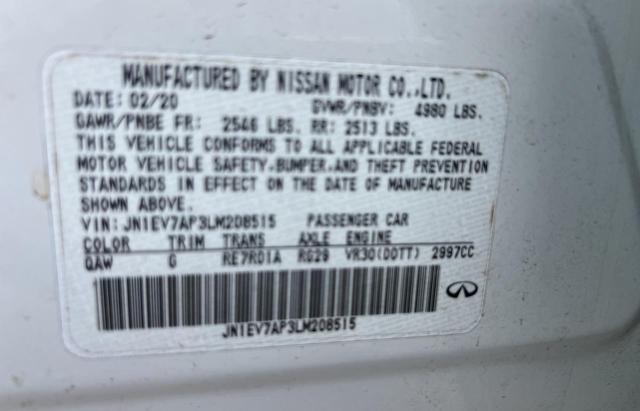 MANUFACTURED BY NISSAN MOTOR CO.,LTD.
DATE: 02/20 GVWR/PNBV: 4980 LBS.
GAWR/PNBE FR: 2546 LBS. RR: 2513 LBS.
THIS VEHICLE CONFORMS TO ALL APPLICABLE FEDERAL
MOTOR VEHICLE SAFETY,BUMPER,AND THEFT PREVENTION
STANDARDS IN EFFECT ON THE DATE OF MANUFACTURE
SHOWN ABOVE.
VIN: JN1EV7AP3LM208515 PASSENGER CAR
COLOR TRIM TRANS AXLE ENGINE
QAW G RE7R01A RG29 VR30(DDTT) 2997CC
JN1EV7AP3LM208515